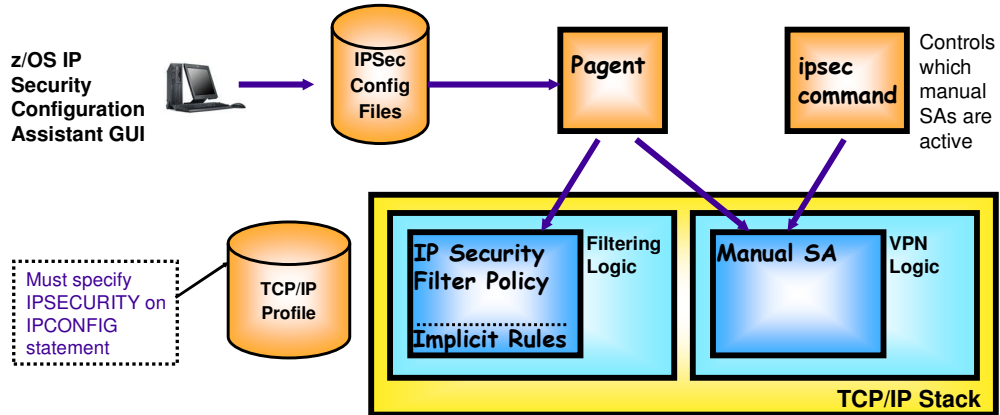 z/OS IP
Security
Configuration
Assistant GUI
IPSec
Config
Files
Pagent
ipsec
command
Controls
which
manual
SAs are
active
Must specify
IPSECURITY on
IPCONFIG
statement
TCP/IP
Profile
IP Security
Filter Policy
Implicit Rules
Filtering
Logic
Manual SA
VPN
Logic
TCP/IP Stack